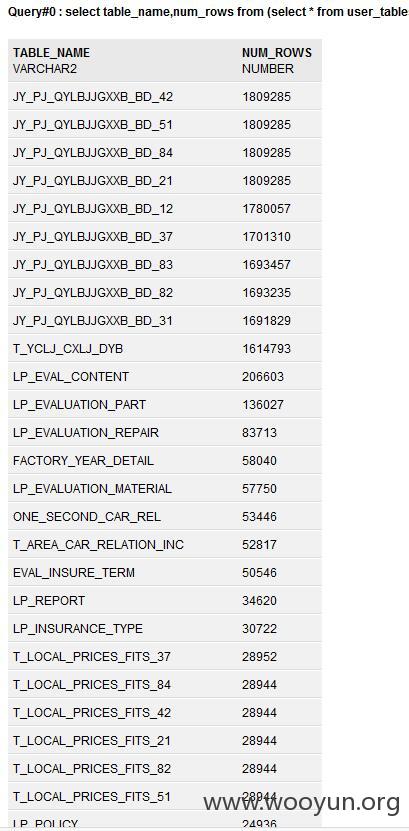 Query#0 : select table_name,num_rows from (select * from user_table
TABLE_NAME NUM_ROWS
VARCHAR2 NUMBER
JY_PJ_QYLBJJGXXB_BD_42 1809285
JY_PJ_QYLBJJGXXB_BD_51 1809285
JY_PJ_QYLBJJGXXB_BD_84 1809285
JY_PJ_QYLBJJGXXB_BD_21 1809285
JY_PJ_QYLBJJGXXB_BD_12 1780057
JY_PJ_QYLBJJGXXB_BD_37 1701310
JY_PJ_QYLBJJGXXB_BD_83 1693457
JY_PJ_QYLBJJGXXB_BD_82 1693235
JY_PJ_QYLBJJGXXB_BD_31 1691829
T_YCLJ_CXLJ_DYB 1614793
LP_EVAL_CONTENT 206603
LP_EVALUATION_PART 136027
LP_EVALUATION_REPAIR 83713
FACTORY_YEAR_DETAIL 58040
LP_EVALUATION_MATERIAL 57750
ONE_SECOND_CAR_REL 53446
T_AREA_CAR_RELATION_INC 52817
EVAL_INSURE_TERM 50546
LP_REPORT 34620
LP_INSURANCE_TYPE 30722
T_LOCAL_PRICES_FITS_37 28952
T_LOCAL_PRICES_FITS_84 28944
T_LOCAL_PRICES_FITS_42 28944
T_LOCAL_PRICES_FITS_21 28944
T_LOCAL_PRICES_FITS_82 28944
T_LOCAL_PRICES_FITS_51 28944
www.wooyun.org
LP_POLICY 24936